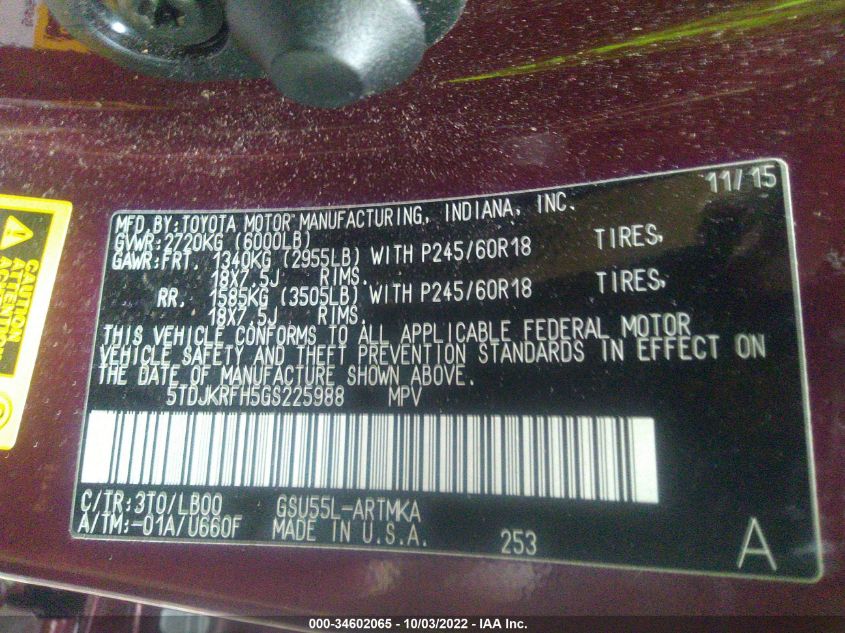 11/15
MFD.BY:TOYOTA MOTOR MANUFACTURING, INDIANA, INC.
GVWR:2720KG (6000LB)
GAWR:FRT. 1340KG (2955LB) WITH P245/60R18 TIRES,
18X7.5J RIMS.
RR. 1585KG (3505LB) WITH P245/60R18 TIRES,
18X7.5J RIMS.
THIS VEHICLE CONFORMS TO ALL APPLICABLE FEDERAL MOTOR
VEHICLE SAFETY AND THEFT PREVENTION STANDARDS IN EFFECT ON
THE DATE OF MANUFACTURE SHOWN ABOVE.
5TDJKRFH5GS225988 MPV
C/TR:3T0/LB00 GSU55L-ARTMKA
A/TM:-01A/U660F MADE IN U.S.A. 253 A
CAUTION
ATTENTION
000-34602065 - 10/03/2022 - IAA Inc.